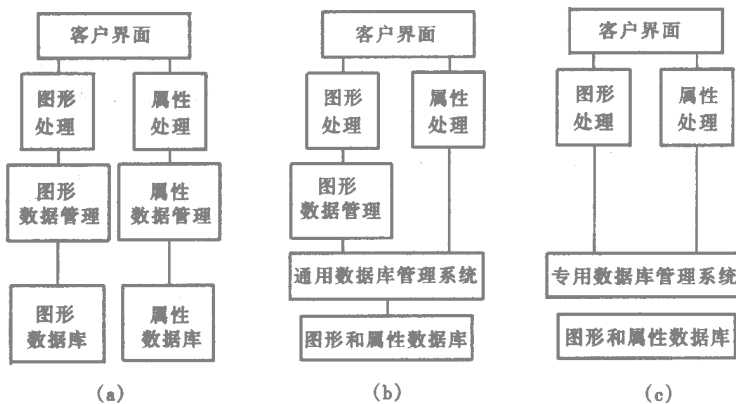 客户界面
图形
处理
属性
处理
图形
数据管理
属性
数据管理
图形
数据库
属性
数据库
(a)
客户界面
图形
处理
属性
处理
图形
数据管理
通用数据库管理系统
图形和属性数据库
(b)
客户界面
图形
处理
属性
处理
专用数据库管理系统
图形和属性数据库
(c)